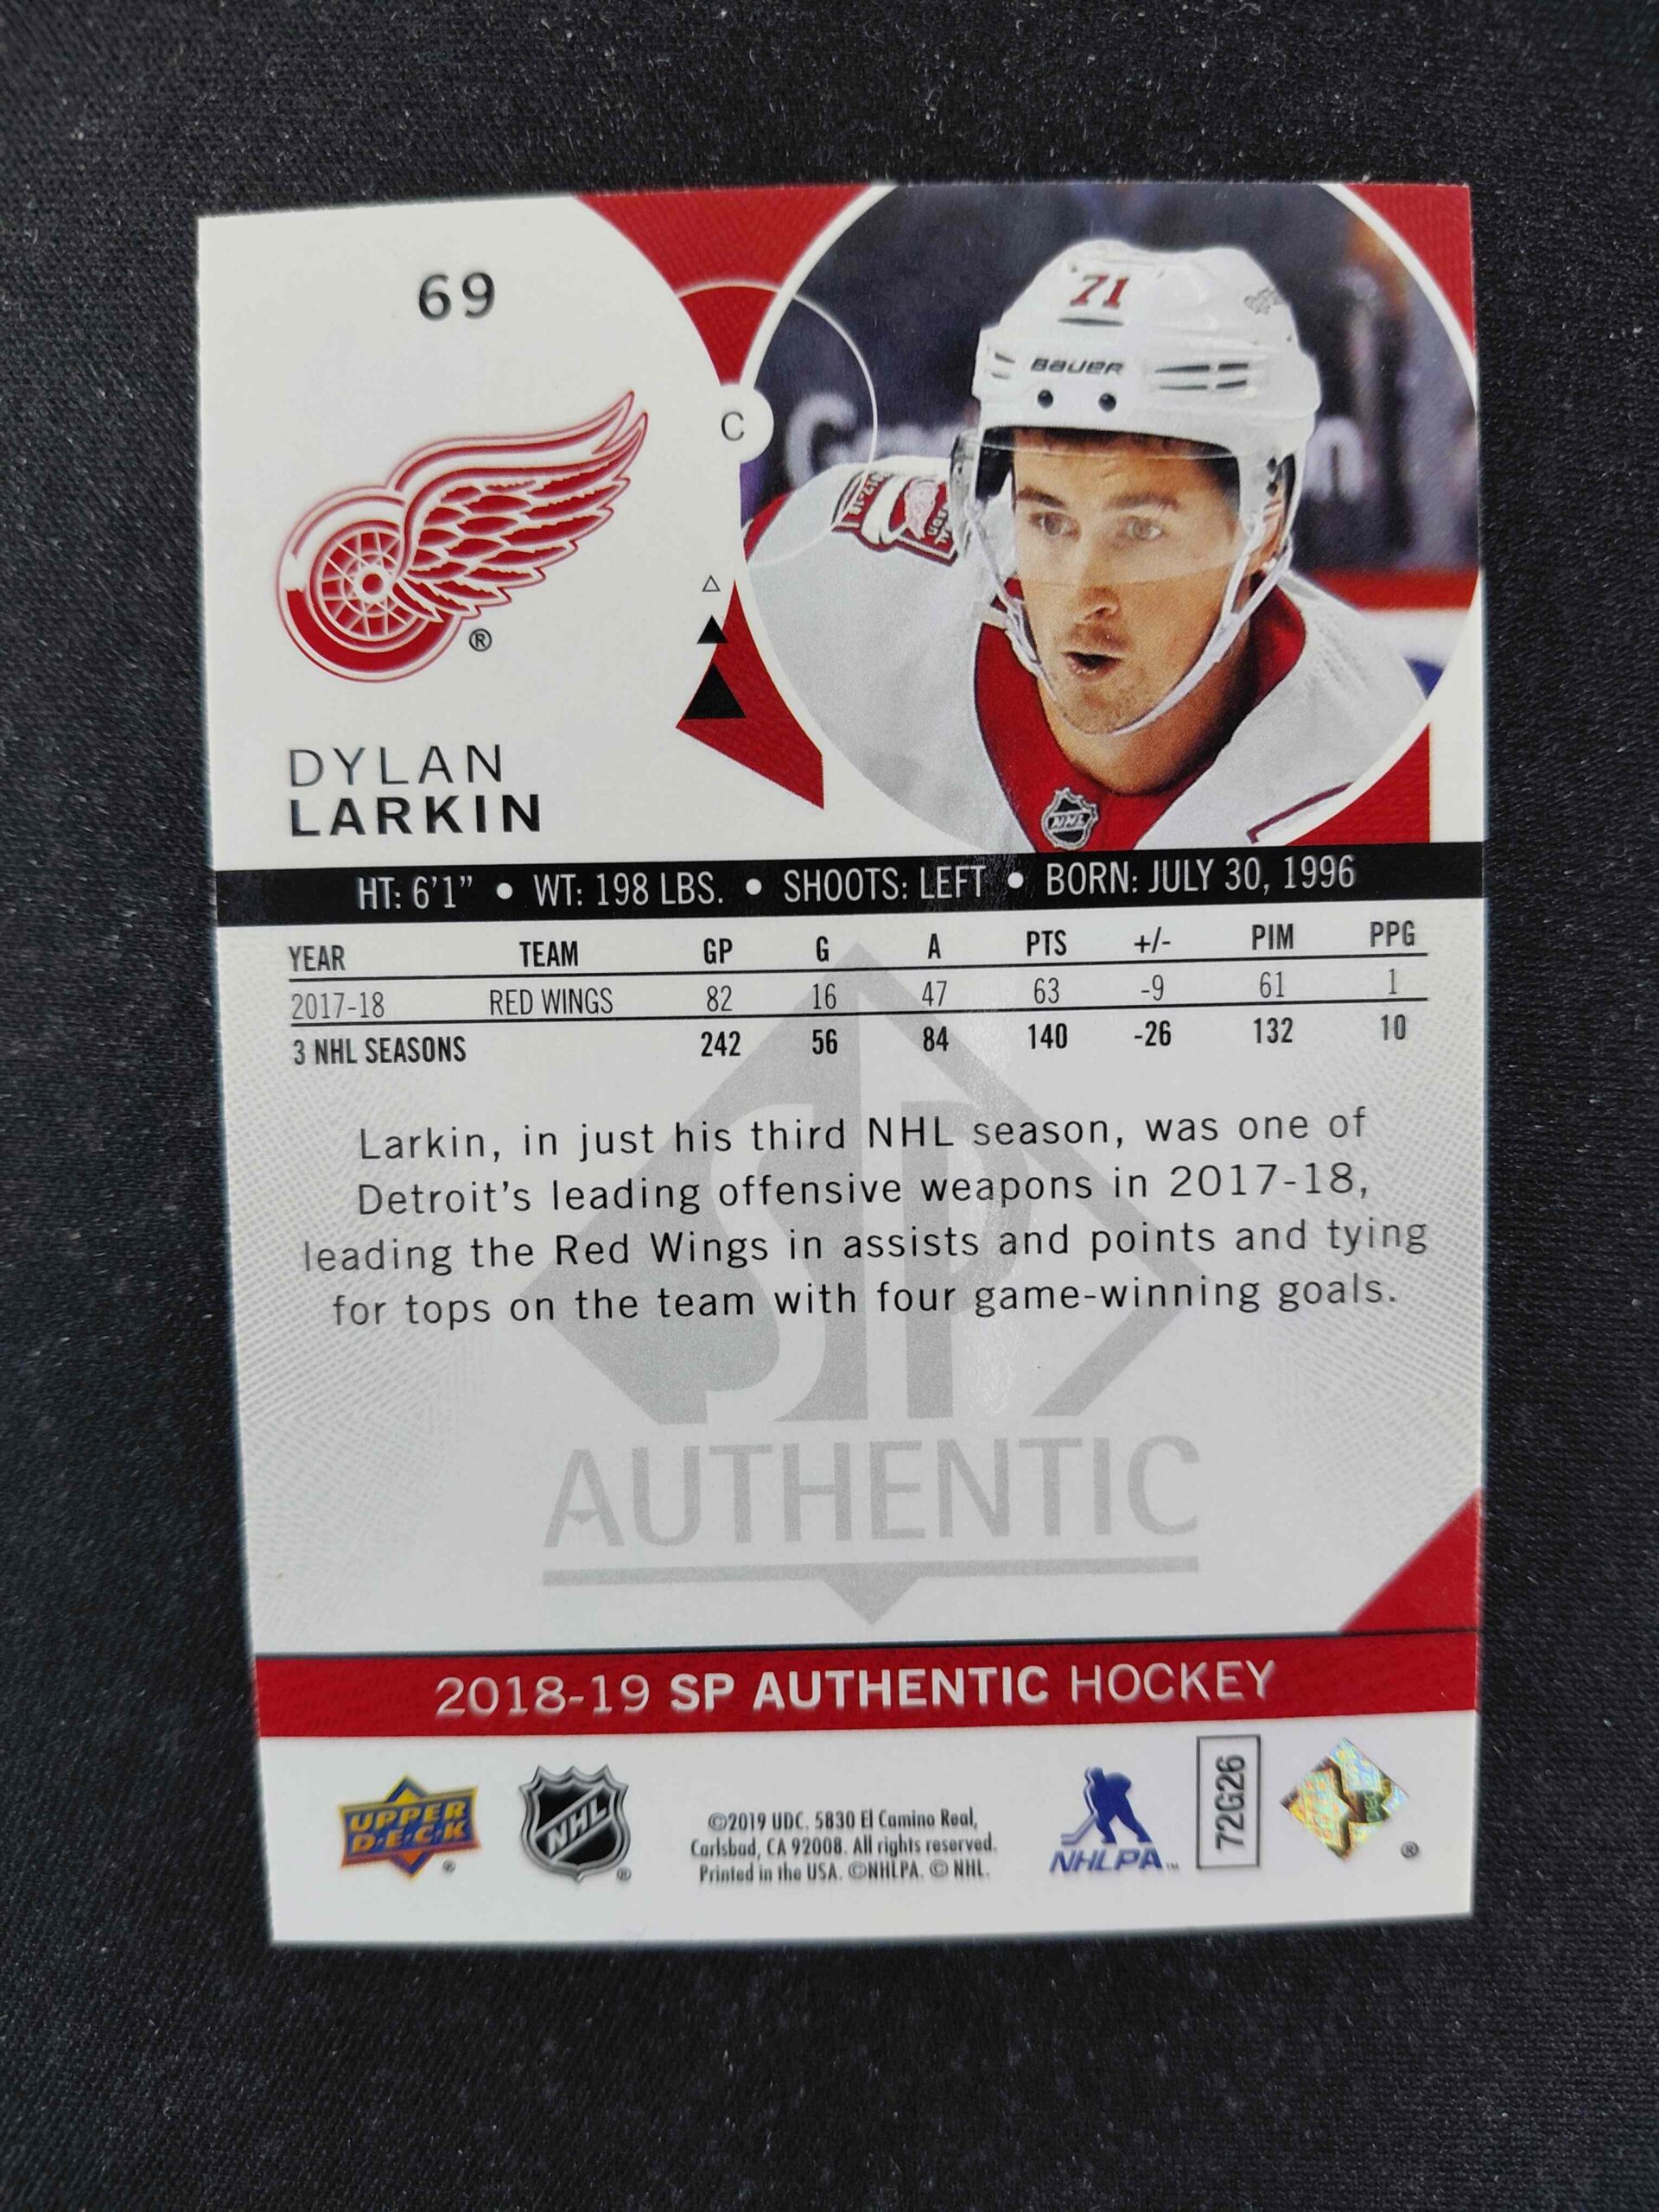 69
71
BAUER
C
®
DYLAN
LARKIN
NHL
HT: 6'1" • WT: 198 LBS. • SHOOTS: LEFT • BORN: JULY 30, 1996
YEAR TEAM GP G A PTS +/- PIM PPG
2017-18 RED WINGS 82 16 47 63 -9 61 1
3 NHL SEASONS 242 56 84 140 -26 132 10
Larkin, in just his third NHL season, was one of
Detroit's leading offensive weapons in 2017-18,
leading the Red Wings in assists and points and tying
for tops on the team with four game-winning goals.
SP
AUTHENTIC
2018-19 SP AUTHENTIC HOCKEY
UPPER
DECK
®
NHL
®
©2019 UDC. 5830 El Camino Real,
Carlsbad, CA 92008. All rights reserved.
Printed in the USA. ©NHLPA. © NHL.
NHLPA™
72G26
®